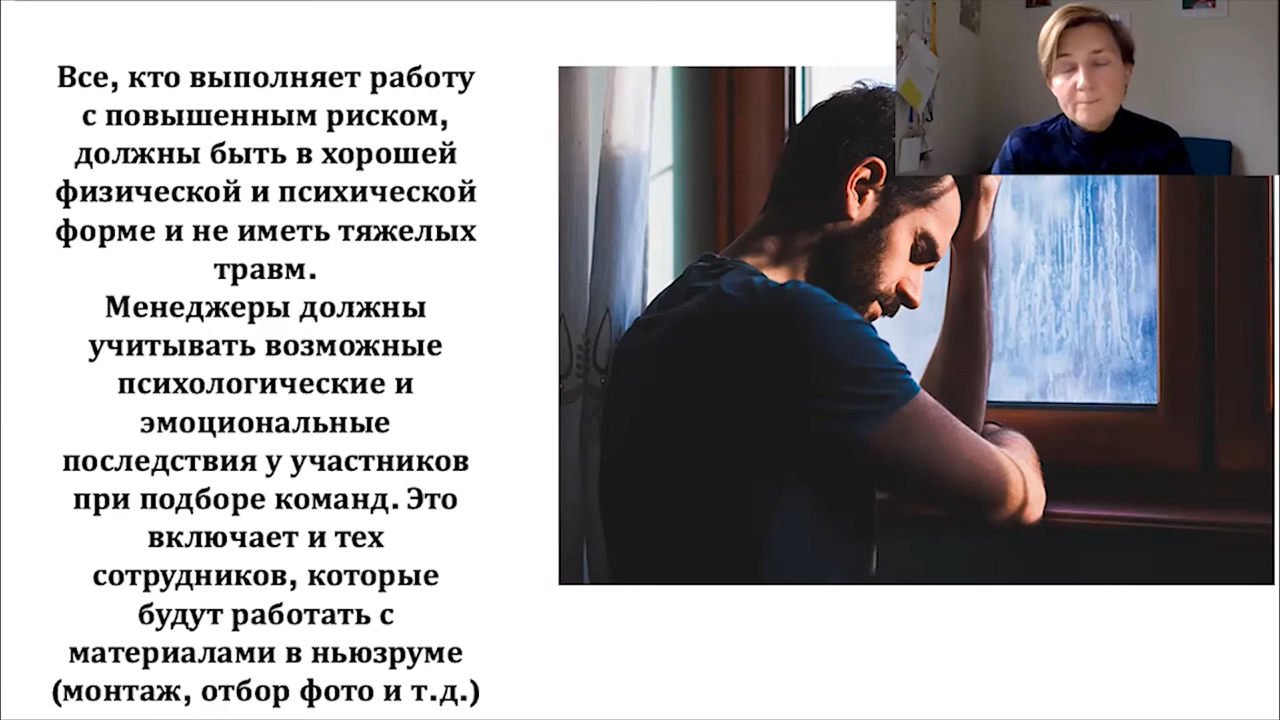 Все, кто выполняет работу
с повышенным риском,
должны быть в хорошей
физической и психической
форме и не иметь тяжелых
травм.
Менеджеры должны
учитывать возможные
психологические и
эмоциональные
последствия у участников
при подборе команд. Это
включает и тех
сотрудников, которые
будут работать с
материалами в ньюзруме
(монтаж, отбор фото и т.д.)